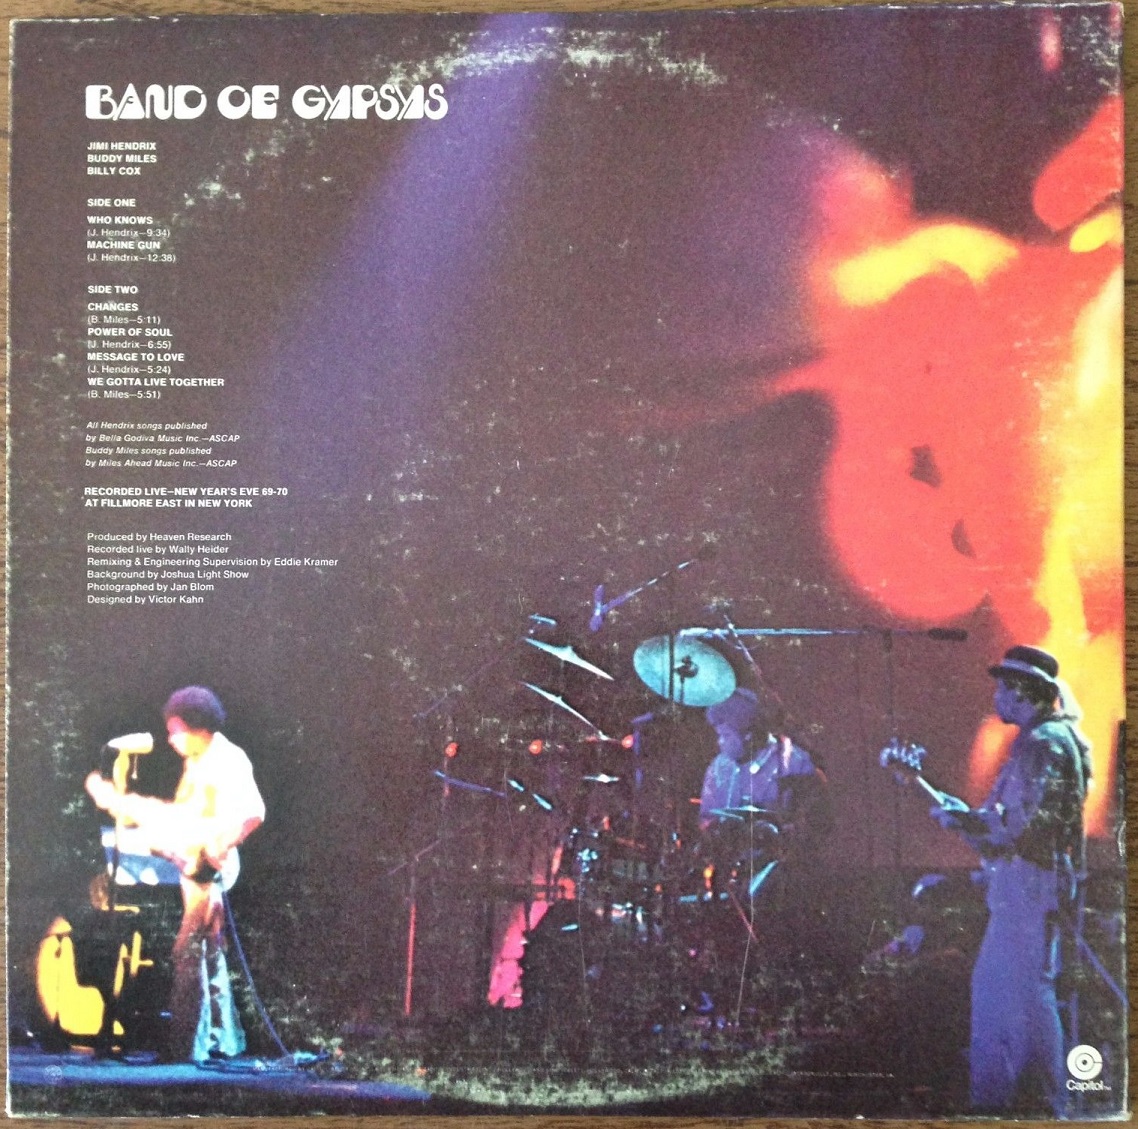 BAND OF GYPSYS
JIMI HENDRIX
BUDDY MILES
BILLY COX
SIDE ONE
WHO KNOWS
(J. Hendrix—9:34)
MACHINE GUN
(J. Hendrix—12:36)
SIDE TWO
CHANGES
(B. Miles—5:11)
POWER OF SOUL
(J. Hendrix—6:55)
MESSAGE TO LOVE
(J. Hendrix—5:24)
WE GOTTA LIVE TOGETHER
(B. Miles—5:51)
All Hendrix songs published
by Bella Godiva Music Inc.—ASCAP
Buddy Miles songs published
by Miles Ahead Music Inc.—ASCAP
RECORDED LIVE—NEW YEAR'S EVE 69-70
AT FILLMORE EAST IN NEW YORK
Produced by Heaven Research
Recorded live by Wally Heider
Remixing & Engineering Supervision by Eddie Kramer
Background by Joshua Light Show
Photographed by Jan Blom
Designed by Victor Kahn
Capitol